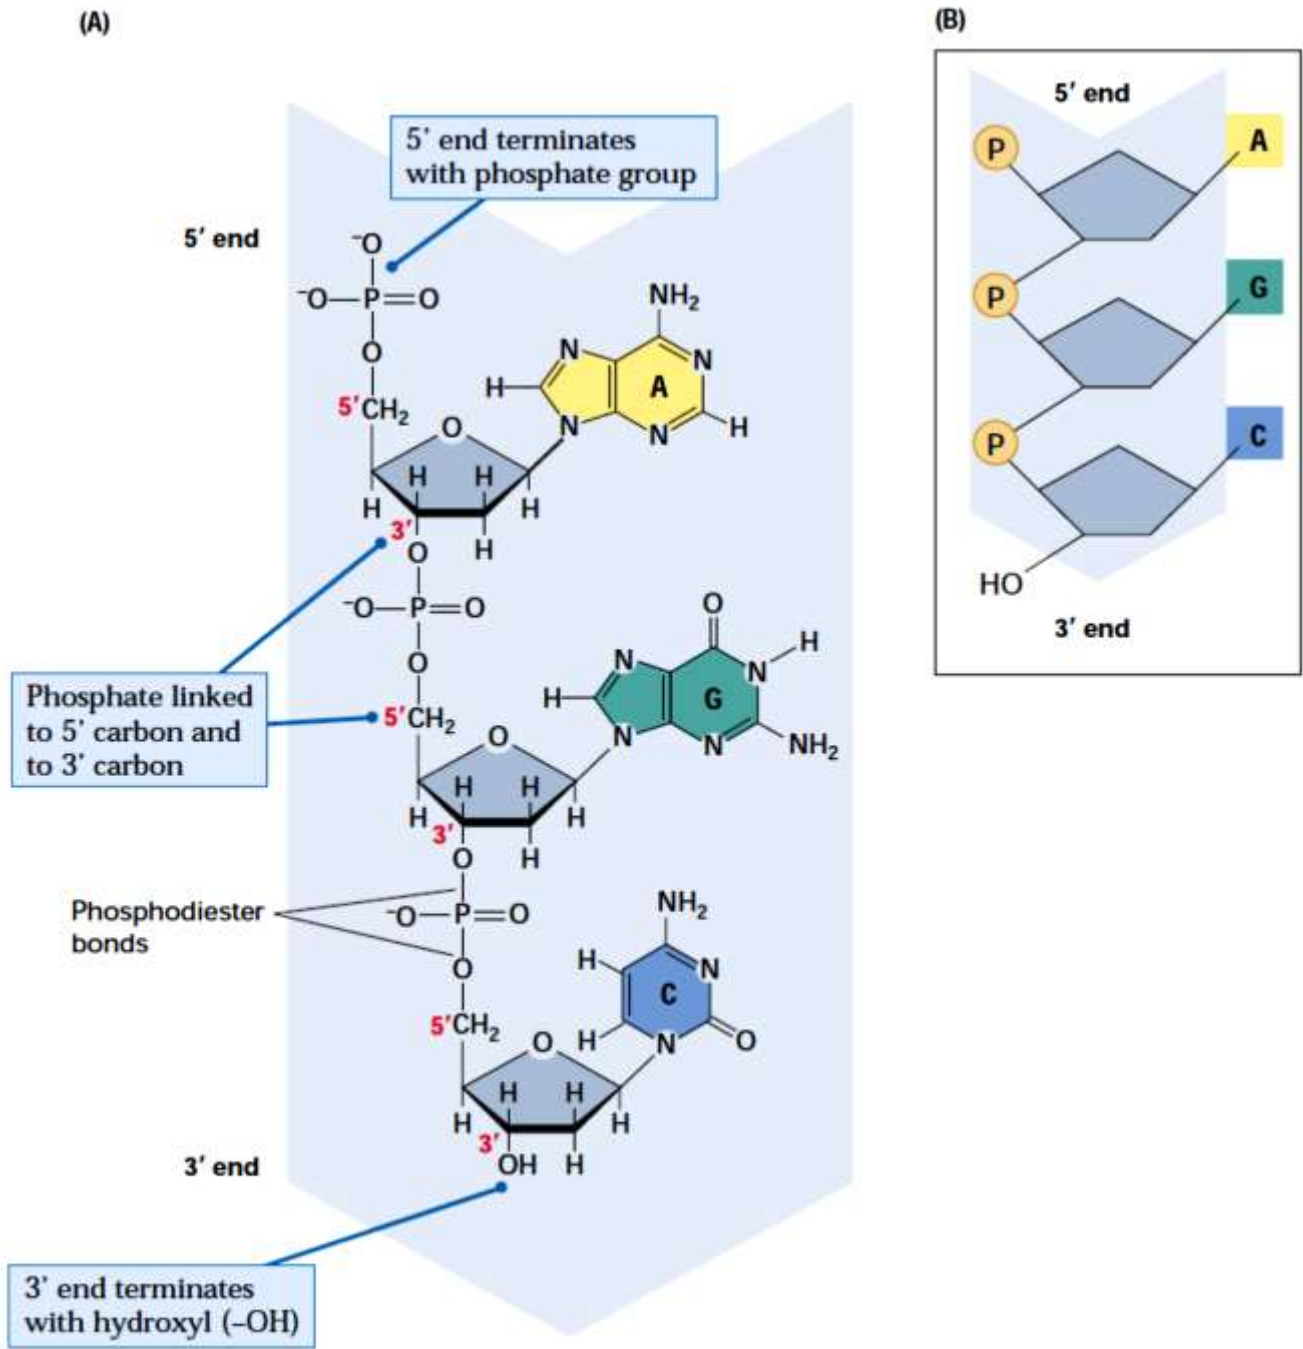 (A)
5' end terminates
with phosphate group
5' end
⁻O
⁻O—P=O
O
5'CH₂
NH₂
N
N
H
A
H
N
N
O
H
H
H
H
3'
O
H
⁻O—P=O
O
5'CH₂
Phosphate linked
to 5' carbon and
to 3' carbon
O
N
N
H
H
G
N
N
NH₂
O
H
H
H
H
3'
O
H
Phosphodiester
bonds
⁻O—P=O
O
5'CH₂
NH₂
H
N
C
H
N
O
O
H
H
H
H
3'
OH
H
3' end
3' end terminates
with hydroxyl (–OH)
(B)
5' end
P
A
P
G
P
C
HO
3' end